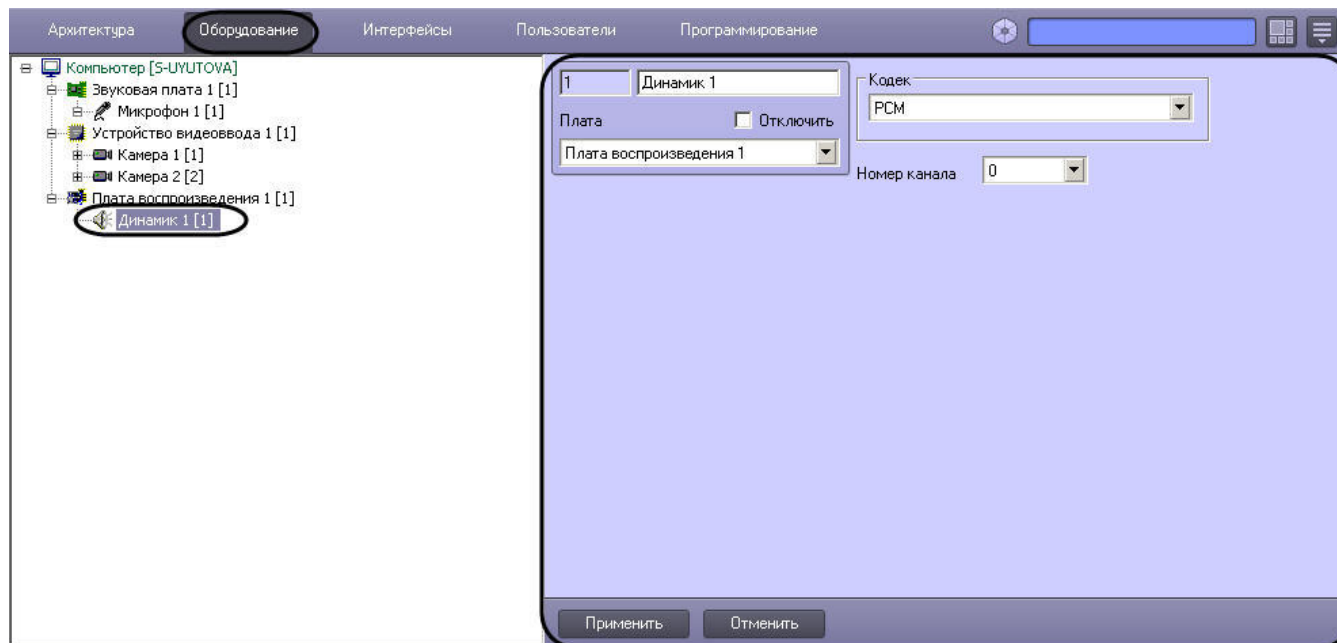 Архитектура Оборудование Интерфейсы Пользователи Программирование
Компьютер [S-UYUTOVA]
Звуковая плата 1 [1]
Микрофон 1 [1]
Устройство видеоввода 1 [1]
Камера 1 [1]
Камера 2 [2]
Плата воспроизведения 1 [1]
Динамик 1 [1]
1 Динамик 1
Плата Отключить
Плата воспроизведения 1
Кодек
PCM
Номер канала 0
Применить Отменить